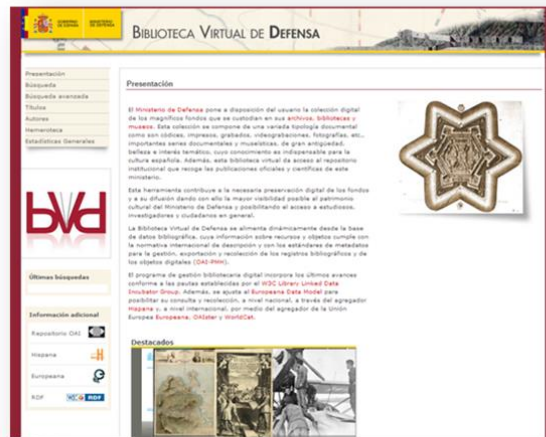 GOBIERNO DE ESPAÑA
MINISTERIO DE DEFENSA
BIBLIOTECA VIRTUAL DE DEFENSA
Presentación
Búsqueda
Búsqueda avanzada
Títulos
Autores
Hemeroteca
Estadísticas Generales
bvd
Últimas búsquedas
Información adicional
Repositorio OAI
Hispana
Europeana
RDF
W3C RDF
Presentación
El Ministerio de Defensa pone a disposición del usuario la colección digital
de los magníficos fondos que se custodian en sus archivos, bibliotecas y
museos. Esta colección se compone de una variada tipología documental
como son códices, impresos, grabados, videograbaciones, fotografías, etc.,
importantes series documentales y museísticas, de gran antigüedad,
belleza e interés temático, cuyo conocimiento es indispensable para la
cultura española. Además, esta biblioteca virtual da acceso al repositorio
institucional que recoge las publicaciones oficiales y científicas de este
ministerio.
Esta herramienta contribuye a la necesaria preservación digital de los fondos
y a su difusión dando con ello la mayor visibilidad posible al patrimonio
cultural del Ministerio de Defensa y posibilitando el acceso a estudiosos,
investigadores y ciudadanos en general.
La Biblioteca Virtual de Defensa se alimenta dinámicamente desde la base
de datos bibliográfica, cuya información sobre recursos y objetos cumple con
la normativa internacional de descripción y con los estándares de metadatos
para la gestión, exportación y recolección de los registros bibliográficos y de
los objetos digitales (OAI-PMH).
El programa de gestión bibliotecaria digital incorpora los últimos avances
conforme a las pautas establecidas por el W3C Library Linked Data
Incubator Group. Además, se ajusta al Europeana Data Model para
posibilitar su consulta y recolección, a nivel nacional, a través del agregador
Hispana y, a nivel internacional, por medio del agregador de la Unión
Europea Europeana, OAIster y WorldCat.
Destacados